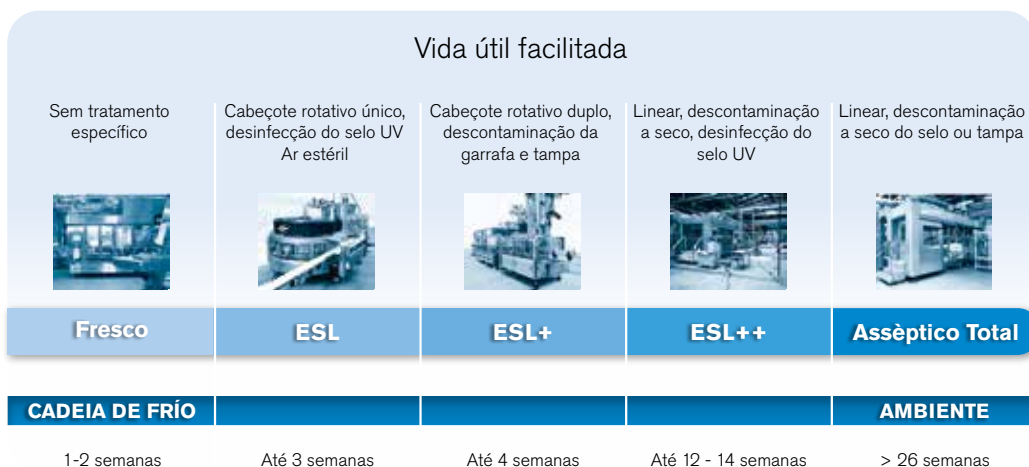 Vida útil facilitada
Sem tratamento
específico
Cabeçote rotativo único,
desinfecção do selo UV
Ar estéril
Cabeçote rotativo duplo,
descontaminação da
garrafa e tampa
Linear, descontaminação
a seco, desinfecção do
selo UV
Linear, descontaminação
a seco do selo ou tampa
Fresco
ESL
ESL+
ESL++
Assèptico Total
CADEIA DE FRÍO
AMBIENTE
1-2 semanas
Até 3 semanas
Até 4 semanas
Até 12 - 14 semanas
> 26 semanas